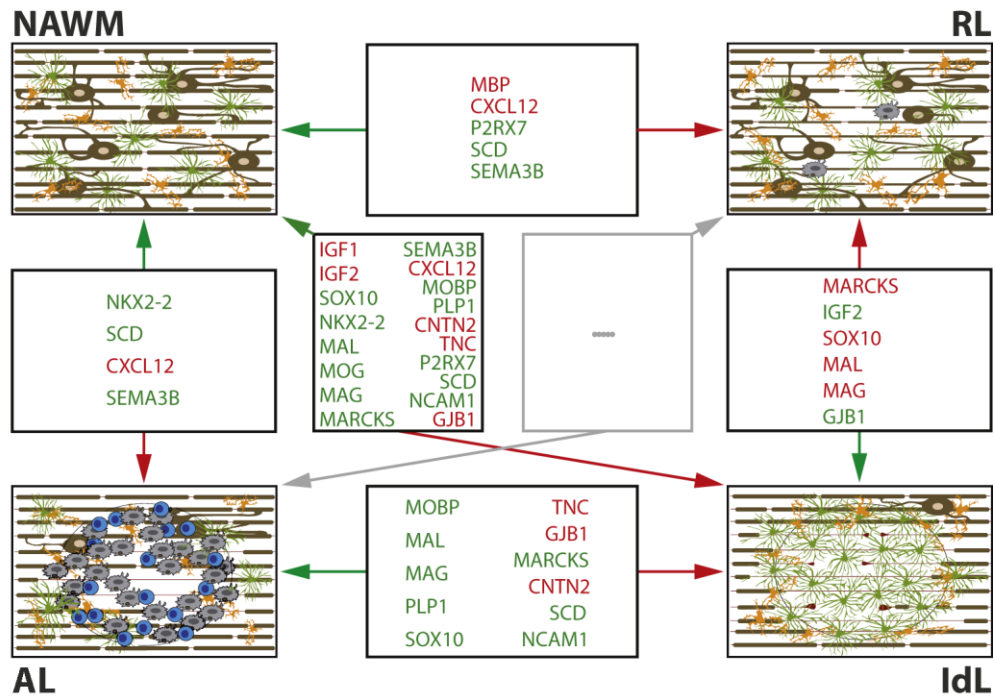 NAWM
RL
MBP
CXCL12
P2RX7
SCD
SEMA3B
NKX2-2
SCD
CXCL12
SEMA3B
IGF1
IGF2
SOX10
NKX2-2
MAL
MOG
MAG
MARCKS
SEMA3B
CXCL12
MOBP
PLP1
CNTN2
TNC
P2RX7
SCD
NCAM1
GJB1
MARCKS
IGF2
SOX10
MAL
MAG
GJB1
MOBP
MAL
MAG
PLP1
SOX10
TNC
GJB1
MARCKS
CNTN2
SCD
NCAM1
AL
IdL